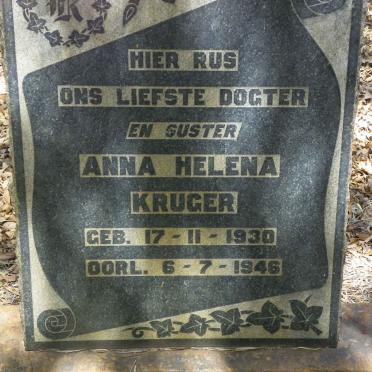 HIER RUS
ONS LIEFSTE DOGTER
EN SUSTER
ANNA HELENA
KRUGER
GEB. 17-11-1930
OORL. 6-7-1946